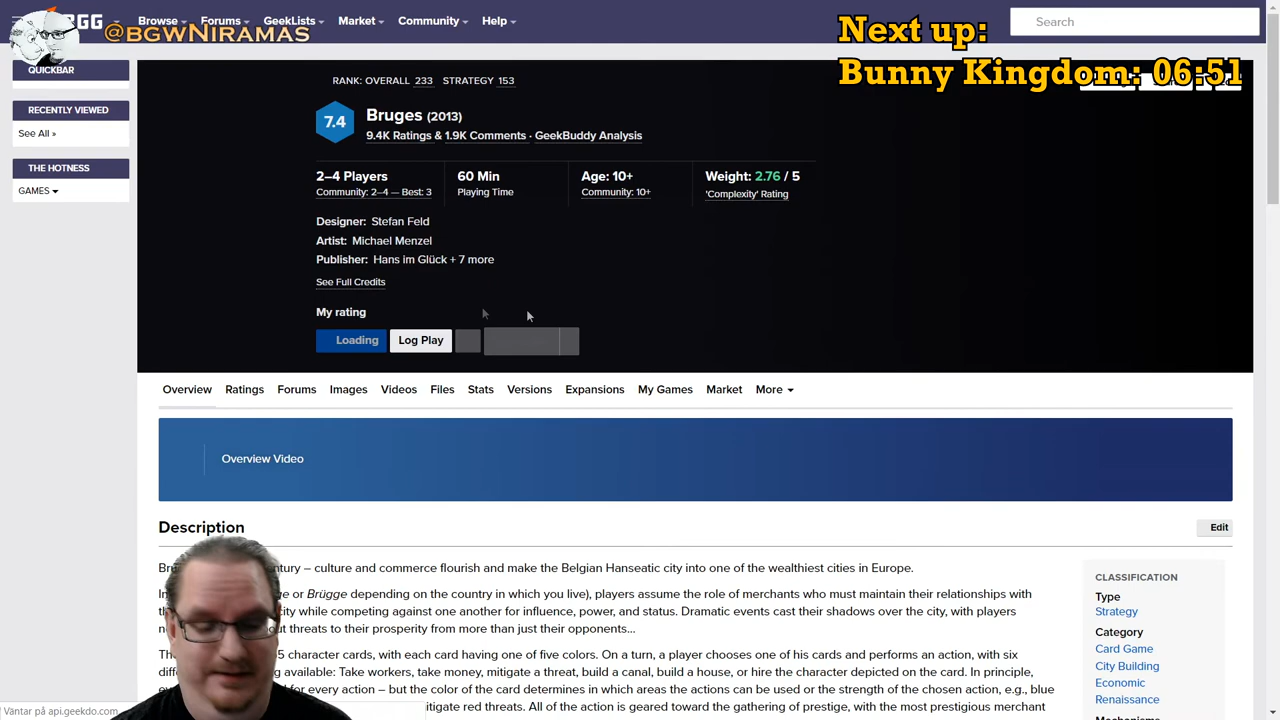 BGG
Browse
Forums
GeekLists
Market
Community
Help
Search
@BGWNIRAMAS
Next up:
Bunny Kingdom: 06:51
QUICKBAR
RECENTLY VIEWED
See All »
THE HOTNESS
GAMES
RANK: OVERALL 233 STRATEGY 153
7.4
Bruges (2013)
9.4K Ratings & 1.9K Comments · GeekBuddy Analysis
2–4 Players
Community: 2–4 — Best: 3
60 Min
Playing Time
Age: 10+
Community: 10+
Weight: 2.76 / 5
'Complexity' Rating
Designer: Stefan Feld
Artist: Michael Menzel
Publisher: Hans im Glück + 7 more
See Full Credits
My rating
Loading
Log Play
Overview Ratings Forums Images Videos Files Stats Versions Expansions My Games Market More
Overview Video
Description
Edit
ntury – culture and commerce flourish and make the Belgian Hanseatic city into one of the wealthiest cities in Europe.
or Brügge depending on the country in which you live), players assume the role of merchants who must maintain their relationships with
city while competing against one another for influence, power, and status. Dramatic events cast their shadows over the city, with players
out threats to their prosperity from more than just their opponents…
5 character cards, with each card having one of five colors. On a turn, a player chooses one of his cards and performs an action, with six
ng available: Take workers, take money, mitigate a threat, build a canal, build a house, or hire the character depicted on the card. In principle,
d for every action – but the color of the card determines in which areas the actions can be used or the strength of the chosen action, e.g., blue
itigate red threats. All of the action is geared toward the gathering of prestige, with the most prestigious merchant
CLASSIFICATION
Type
Strategy
Category
Card Game
City Building
Economic
Renaissance
Väntar på api.geekdo.com...